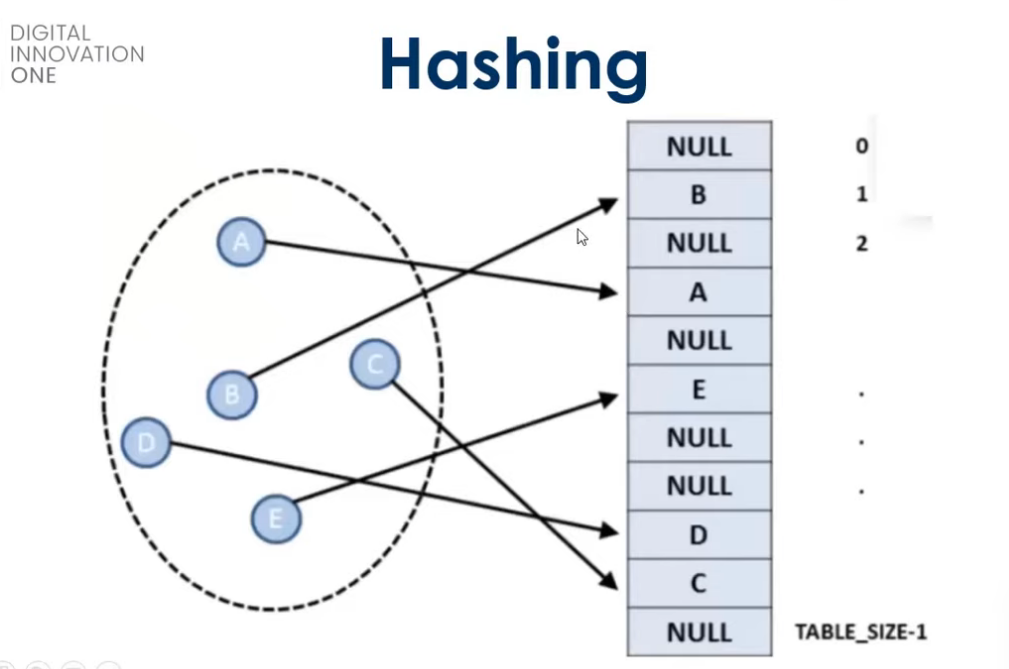 DIGITAL
INNOVATION
ONE
Hashing
A
B
C
D
E
NULL 0
B 1
NULL 2
A
NULL
E .
NULL .
NULL .
D
C
NULL TABLE_SIZE-1